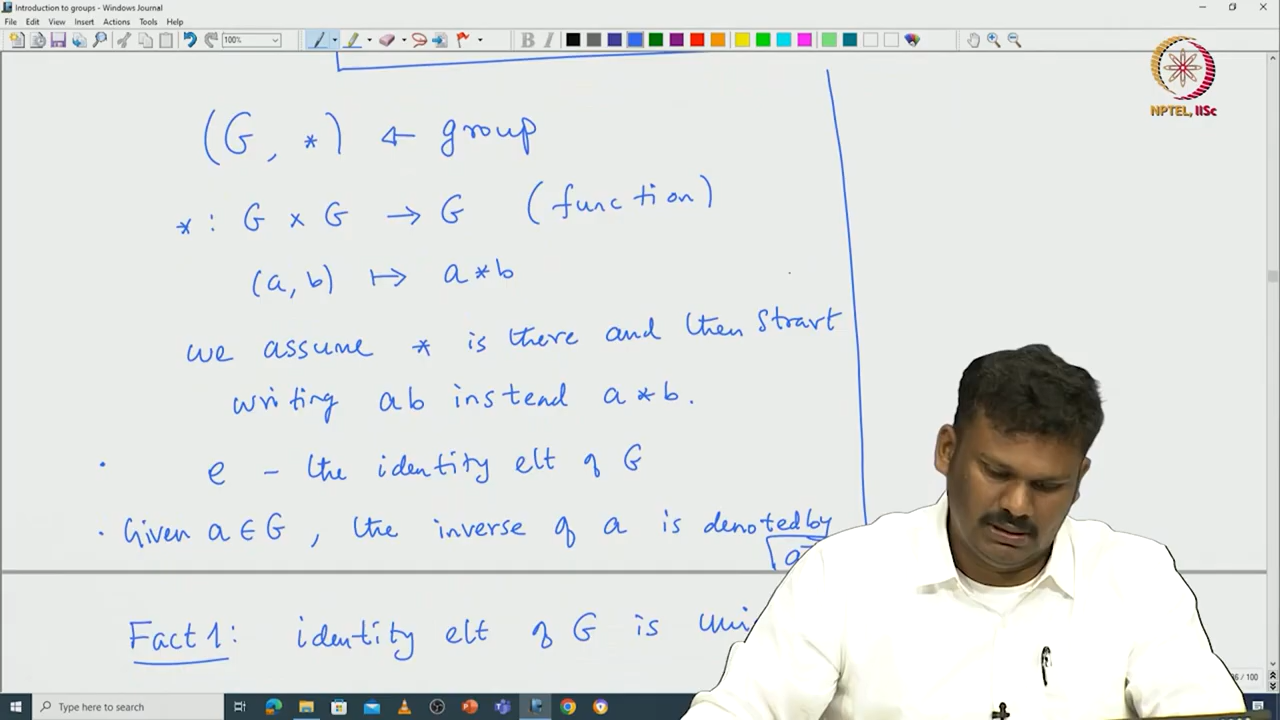 Introduction to groups - Windows Journal
File Edit View Insert Actions Tools Help
100%
NPTEL, IISc
(G, *) ← group
* : G × G → G (function)
(a, b) ↦ a * b
we assume * is there and then strart
writing ab instead a * b.
· e - the identity elt of G
· Given a ∈ G, the inverse of a is denoted by
Fact 1: identity elt of G is
Type here to search